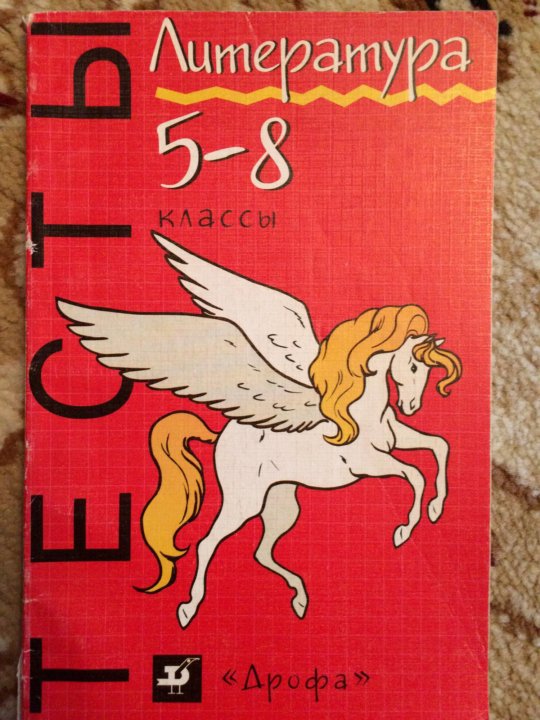 ТЕСТЫ
Литература
5-8
классы
«Дрофа»